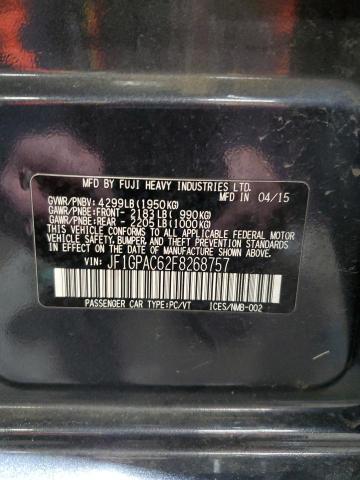 MFD BY FUJI HEAVY INDUSTRIES LTD.
MFD IN 04/15
GVWR/PNBV: 4299LB(1950KG)
GAWR/PNBE:FRONT- 2183LB( 990KG)
GAWR/PNBE:REAR - 2205LB(1000KG)
THIS VEHICLE CONFORMS TO ALL APPLICABLE FEDERAL MOTOR
VEHICLE SAFETY, BUMPER, AND THEFT PREVENTION STANDARDS
IN EFFECT ON THE DATE OF MANUFACTURE SHOWN ABOVE.
VIN: JF1GPAC62F8268757
PASSENGER CAR TYPE:PC/VT ICES/NMB-002